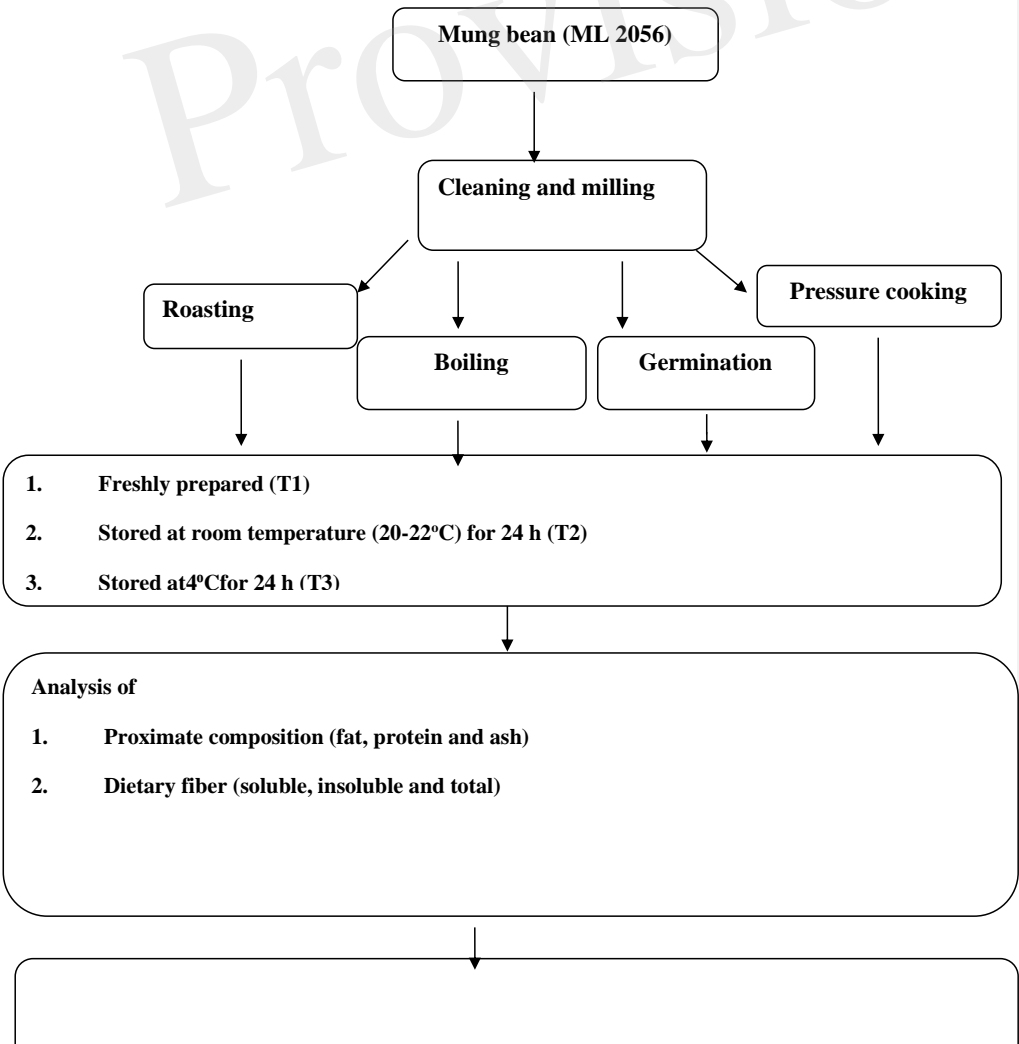 Provisio
Mung bean (ML 2056)
Cleaning and milling
Roasting
Pressure cooking
Boiling
Germination
1. Freshly prepared (T1)
2. Stored at room temperature (20-22ºC) for 24 h (T2)
3. Stored at4ºCfor 24 h (T3)
Analysis of
1. Proximate composition (fat, protein and ash)
2. Dietary fiber (soluble, insoluble and total)